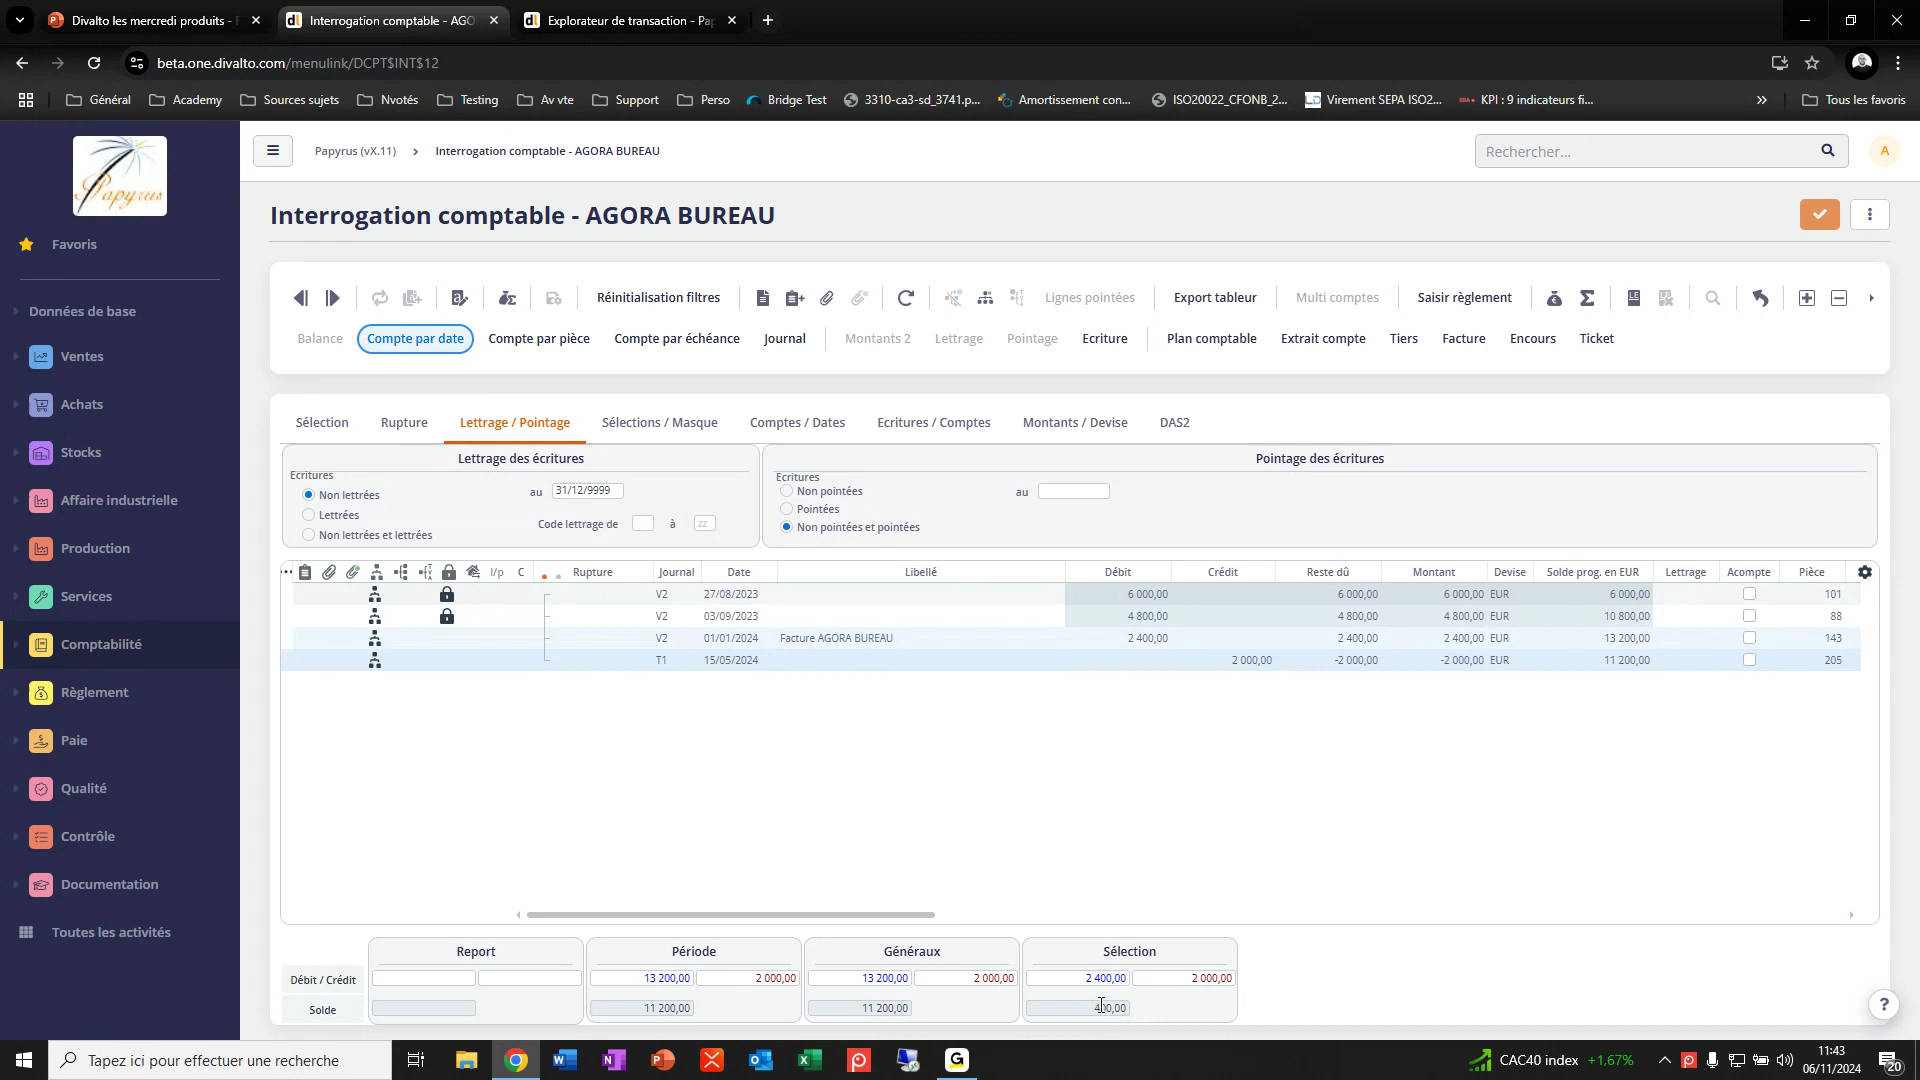 Divalto les mercredi produits -
Interrogation comptable - AGO
Explorateur de transaction - Pap
beta.one.divalto.com/menulink/DCPT$INT$12
Général
Academy
Sources sujets
Nvotés
Testing
Av vte
Support
Perso
Bridge Test
3310-ca3-sd_3741.p...
Amortissement con...
ISO20022_CFONB_2...
Virement SEPA ISO2...
KPI : 9 indicateurs fi...
Tous les favoris
Papyrus
Papyrus (vX.11)
Interrogation comptable - AGORA BUREAU
Rechercher...
A
Favoris
Données de base
Ventes
Achats
Stocks
Affaire industrielle
Production
Services
Comptabilité
Règlement
Paie
Qualité
Contrôle
Documentation
Toutes les activités
Interrogation comptable - AGORA BUREAU
Réinitialisation filtres
Lignes pointées
Export tableur
Multi comptes
Saisir règlement
Balance
Compte par date
Compte par pièce
Compte par échéance
Journal
Montants 2
Lettrage
Pointage
Ecriture
Plan comptable
Extrait compte
Tiers
Facture
Encours
Ticket
Sélection
Rupture
Lettrage / Pointage
Sélections / Masque
Comptes / Dates
Ecritures / Comptes
Montants / Devise
DAS2
Lettrage des écritures
Ecritures
Non lettrées
au 31/12/9999
Lettrées
Code lettrage de à zz
Non lettrées et lettrées
Pointage des écritures
Ecritures
Non pointées
au
Pointées
Non pointées et pointées
l/p C Rupture Journal Date Libellé Débit Crédit Reste dû Montant Devise Solde prog. en EUR Lettrage Acompte Pièce
V2 27/08/2023 6 000,00 6 000,00 6 000,00 EUR 6 000,00 101
V2 03/09/2023 4 800,00 4 800,00 4 800,00 EUR 10 800,00 88
V2 01/01/2024 Facture AGORA BUREAU 2 400,00 2 400,00 2 400,00 EUR 13 200,00 143
T1 15/05/2024 2 000,00 -2 000,00 -2 000,00 EUR 11 200,00 205
Report Période Généraux Sélection
Débit / Crédit 13 200,00 2 000,00 13 200,00 2 000,00 2 400,00 2 000,00
Solde 11 200,00 11 200,00 400,00
?
Tapez ici pour effectuer une recherche
CAC40 index +1,67%
11:43
06/11/2024
20